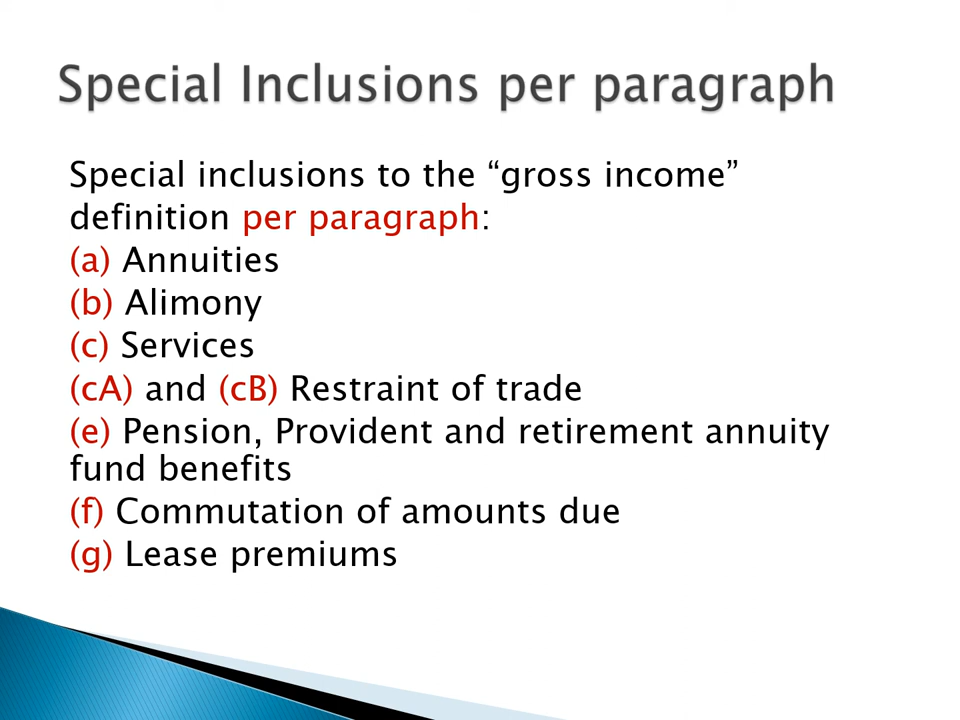 Special Inclusions per paragraph
Special inclusions to the “gross income”
definition per paragraph:
(a) Annuities
(b) Alimony
(c) Services
(cA) and (cB) Restraint of trade
(e) Pension, Provident and retirement annuity
fund benefits
(f) Commutation of amounts due
(g) Lease premiums